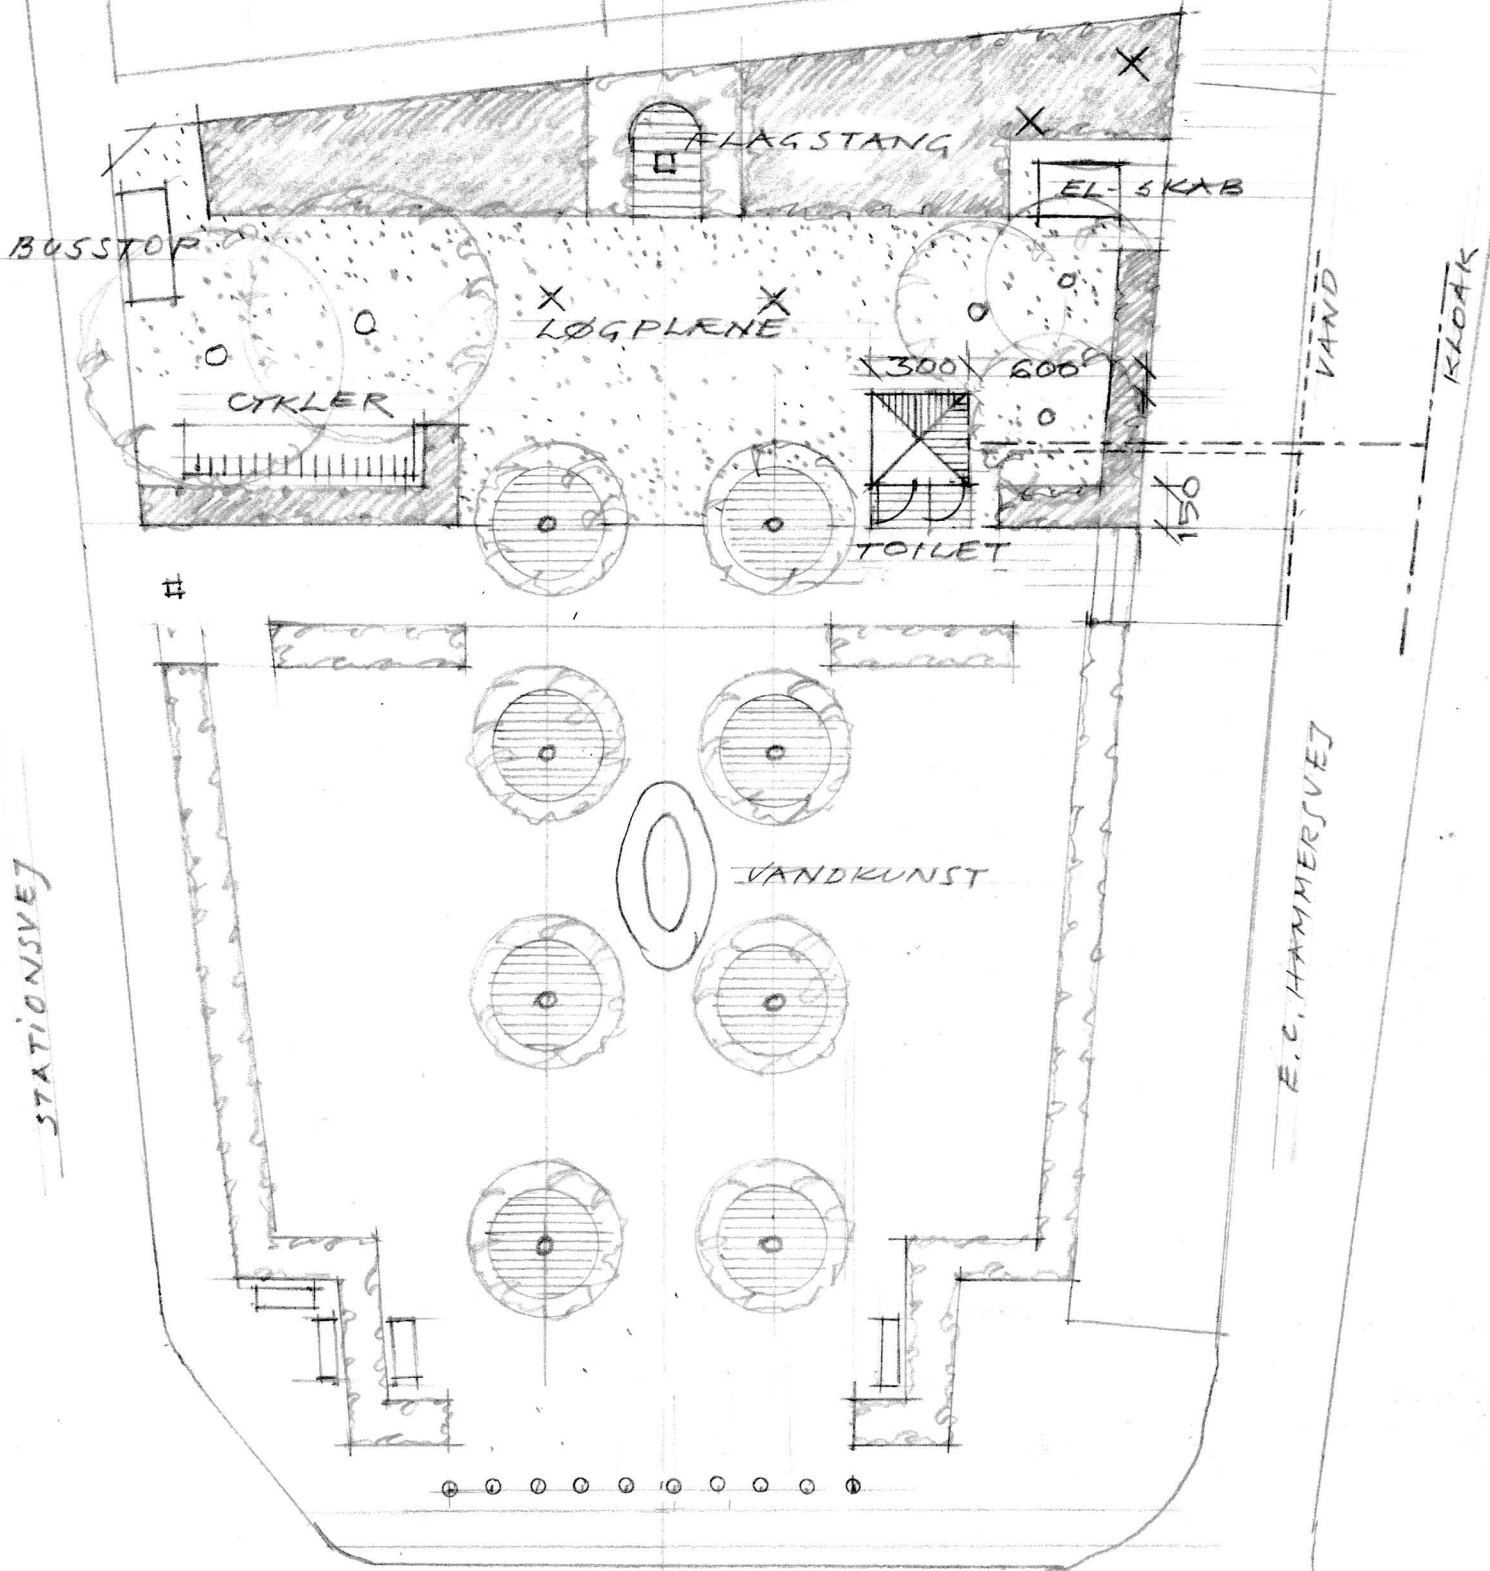 FLAGSTANG
EL-SKAB
BUSSTOP
LØGPLÆNE
VAND
KLOAK
300
600
CYKLER
150
TOILET
VANDKUNST
STATIONSVEJ
E.C. HAMMERSVEJ